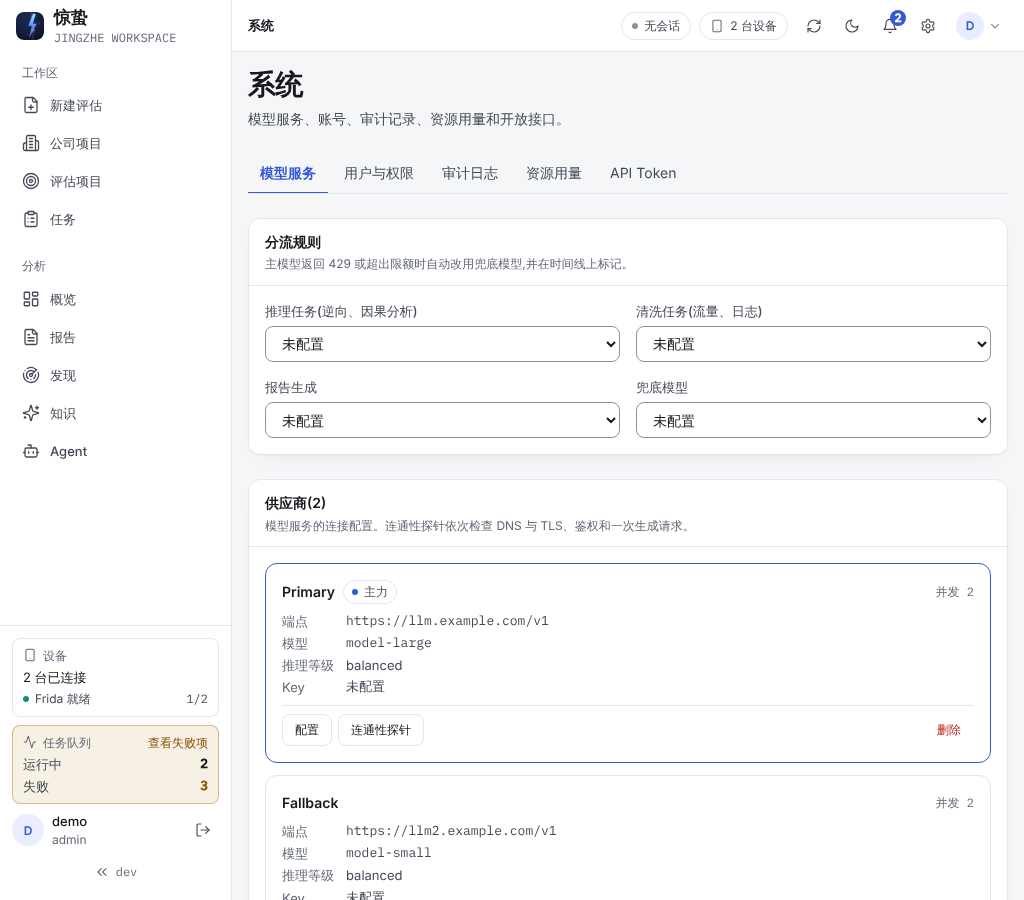 惊蛰
JINGZHE WORKSPACE
工作区
新建评估
公司项目
评估项目
任务
分析
概览
报告
发现
知识
Agent
设备
2 台已连接
Frida 就绪 1/2
任务队列 查看失败项
运行中 2
失败 3
D demo
admin
dev
系统 无会话 2 台设备 2 D
系统
模型服务、账号、审计记录、资源用量和开放接口。
模型服务 用户与权限 审计日志 资源用量 API Token
分流规则
主模型返回 429 或超出限额时自动改用兜底模型,并在时间线上标记。
推理任务(逆向、因果分析) 清洗任务(流量、日志)
未配置 未配置
报告生成 兜底模型
未配置 未配置
供应商(2)
模型服务的连接配置。连通性探针依次检查 DNS 与 TLS、鉴权和一次生成请求。
Primary 主力 并发 2
端点 https://llm.example.com/v1
模型 model-large
推理等级 balanced
Key 未配置
配置 连通性探针 删除
Fallback 并发 2
端点 https://llm2.example.com/v1
模型 model-small
推理等级 balanced
Key 未配置